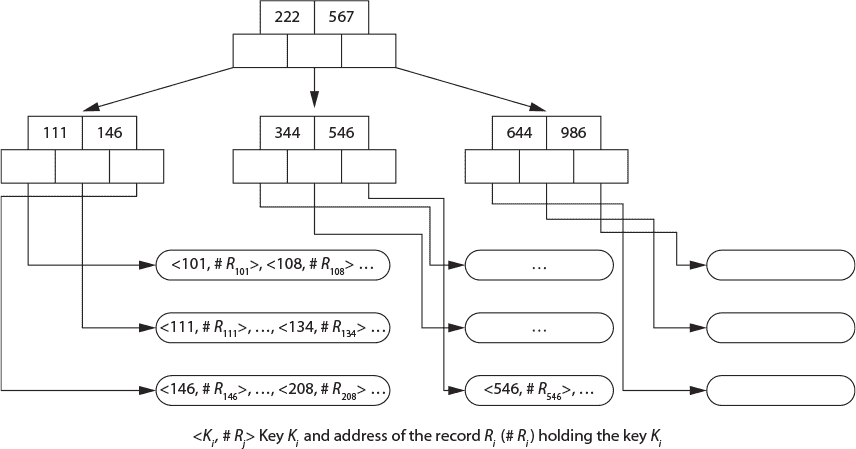 222 567
111 146 344 546 644 986
<101, # R101>, <108, # R108> … …
<111, # R111>, …, <134, # R134> … …
<146, # R146>, …, <208, # R208> … <546, # R546>, …
<Ki, # Rj> Key Ki and address of the record Ri (# Ri) holding the key Ki